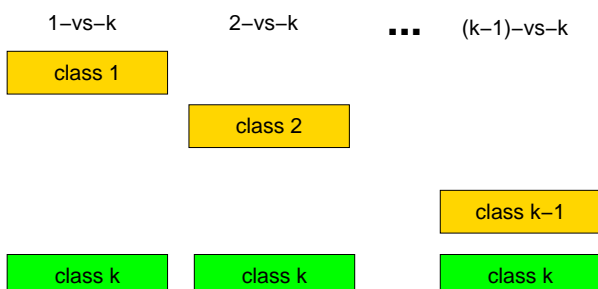 1−vs−k 2−vs−k ... (k−1)−vs−k
class 1
class 2
class k−1
class k class k class k